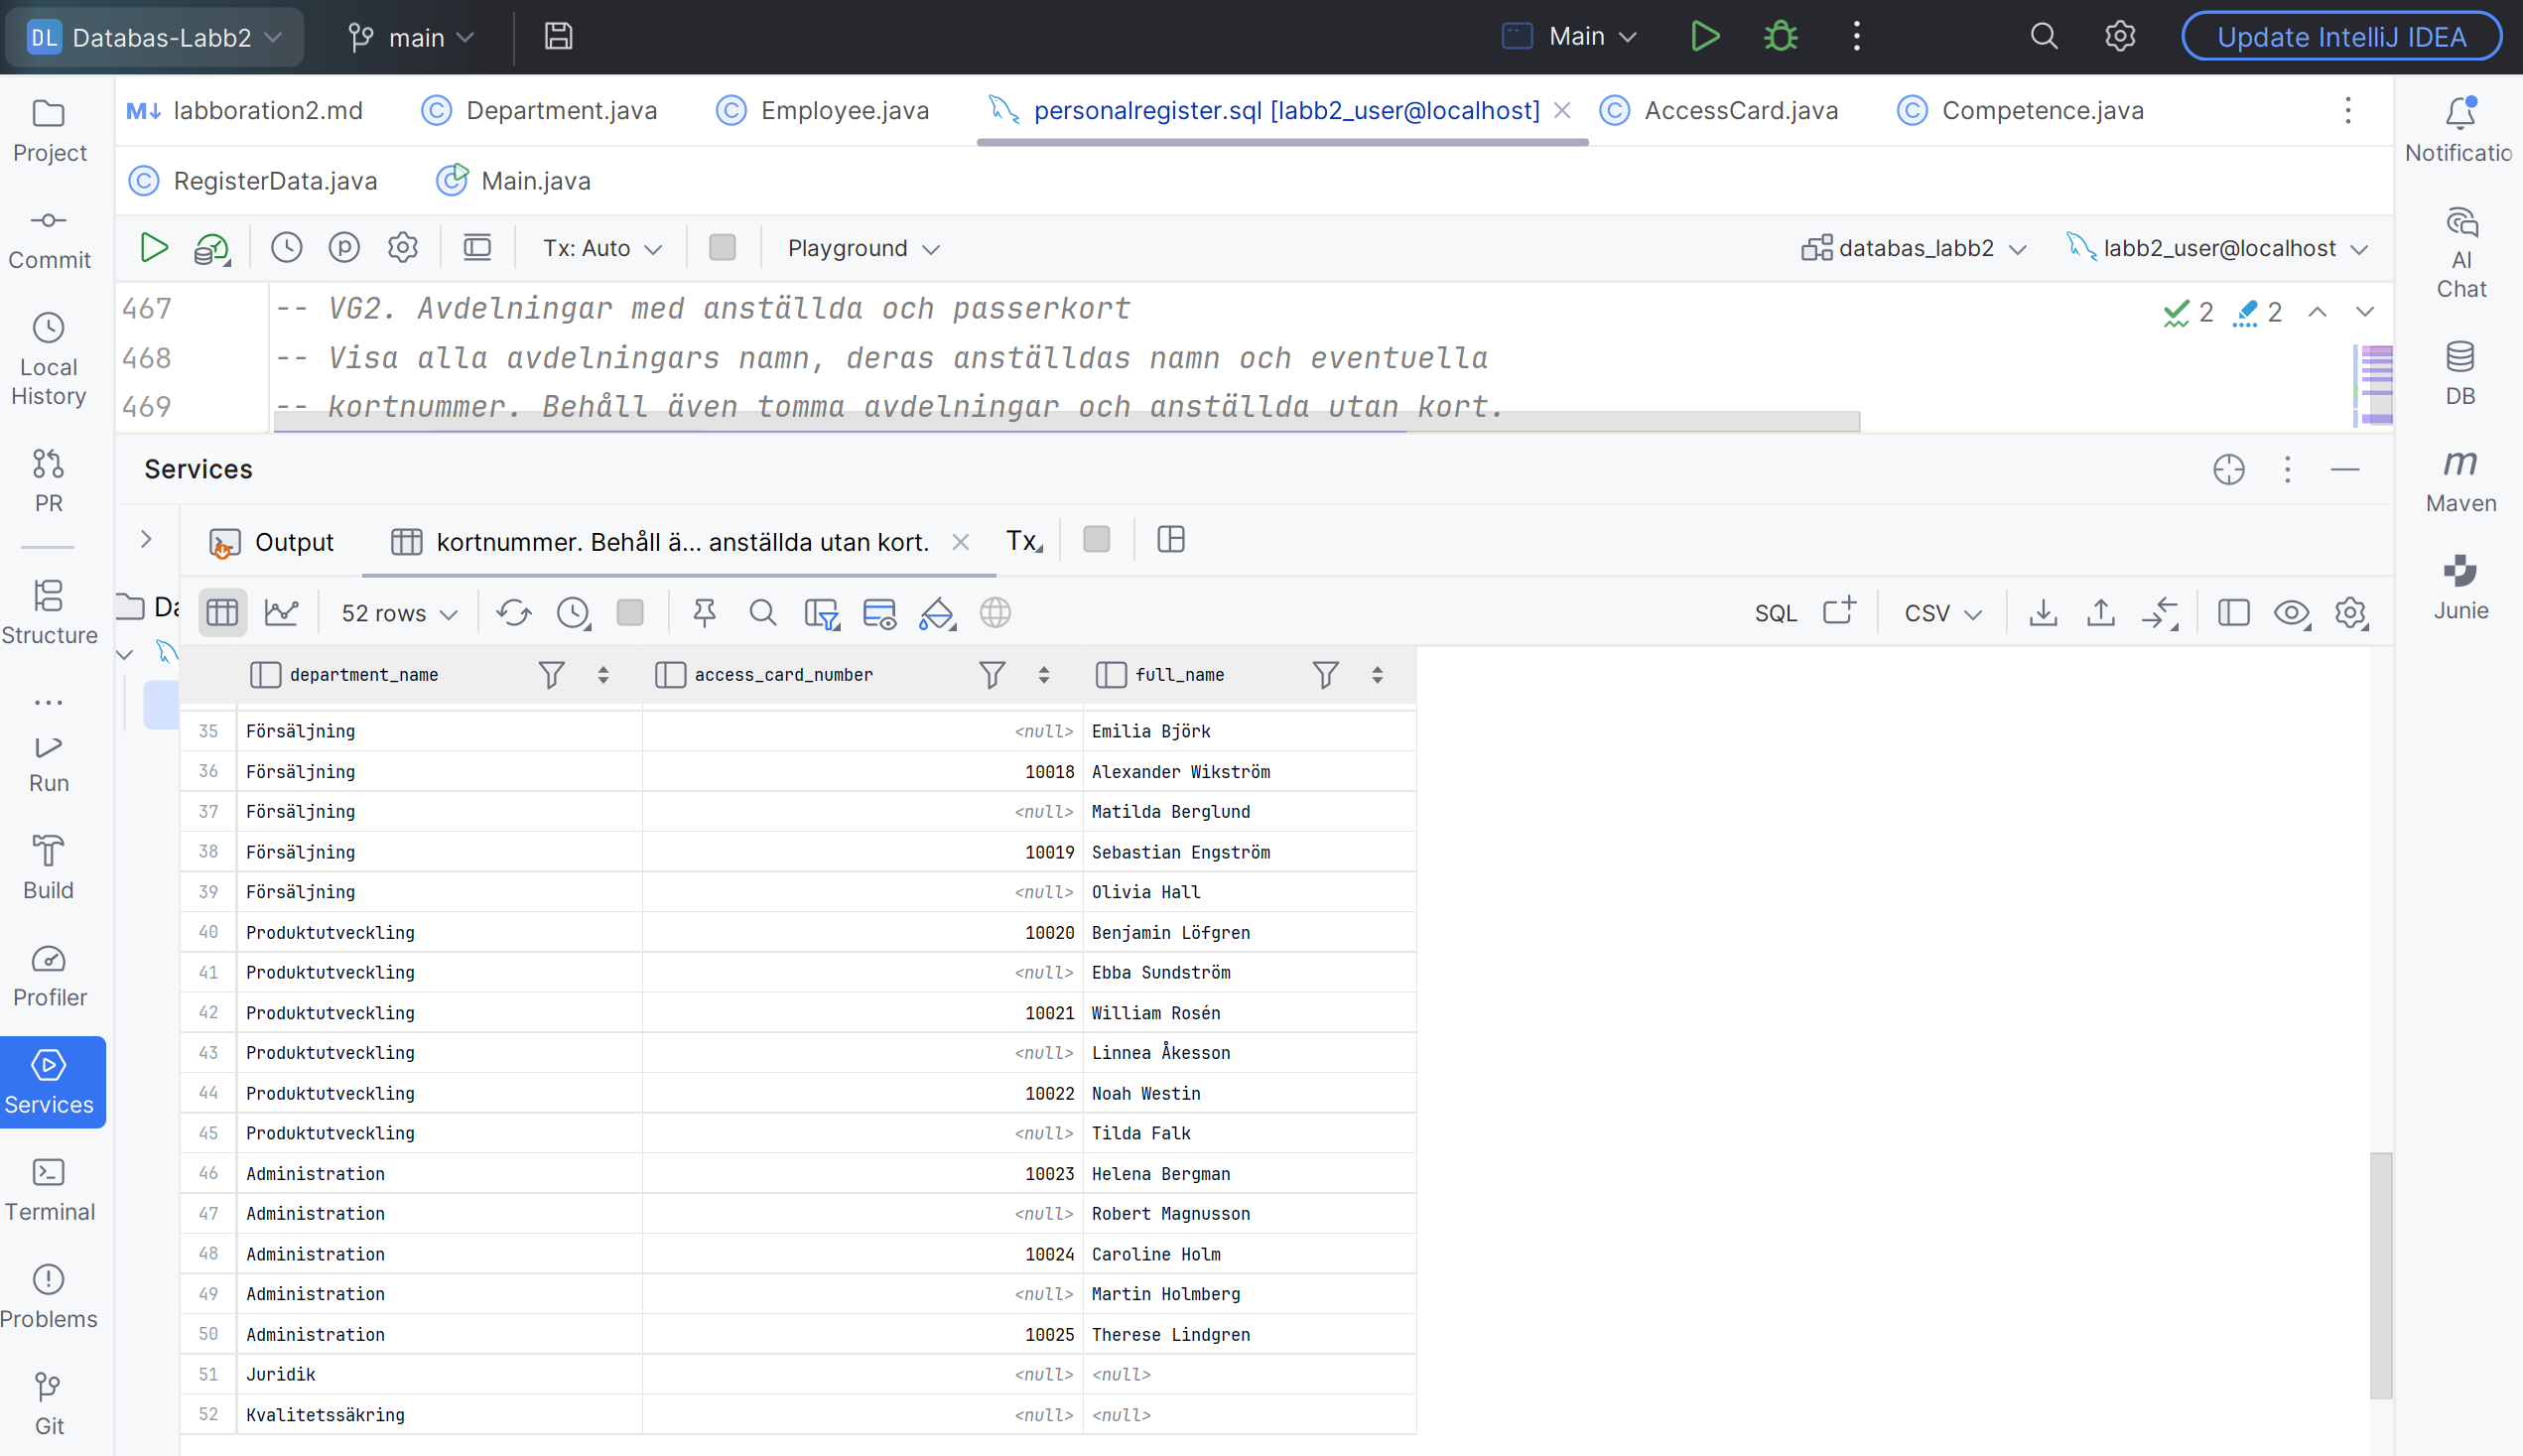 DL Databas-Labb2 main Main Update IntelliJ IDEA
labboration2.md Department.java Employee.java personalregister.sql [labb2_user@localhost] AccessCard.java Competence.java
RegisterData.java Main.java
Tx: Auto Playground databas_labb2 labb2_user@localhost
467 -- VG2. Avdelningar med anställda och passerkort
468 -- Visa alla avdelningars namn, deras anställdas namn och eventuella
469 -- kortnummer. Behåll även tomma avdelningar och anställda utan kort.
2 2
Project
Commit
Local
History
PR
Structure
Run
Build
Profiler
Services
Terminal
Problems
Git
Services
Output kortnummer. Behåll ä... anställda utan kort. Tx
Da
52 rows SQL CSV
department_name access_card_number full_name
35 Försäljning <null> Emilia Björk
36 Försäljning 10018 Alexander Wikström
37 Försäljning <null> Matilda Berglund
38 Försäljning 10019 Sebastian Engström
39 Försäljning <null> Olivia Hall
40 Produktutveckling 10020 Benjamin Löfgren
41 Produktutveckling <null> Ebba Sundström
42 Produktutveckling 10021 William Rosén
43 Produktutveckling <null> Linnea Åkesson
44 Produktutveckling 10022 Noah Westin
45 Produktutveckling <null> Tilda Falk
46 Administration 10023 Helena Bergman
47 Administration <null> Robert Magnusson
48 Administration 10024 Caroline Holm
49 Administration <null> Martin Holmberg
50 Administration 10025 Therese Lindgren
51 Juridik <null> <null>
52 Kvalitetssäkring <null> <null>
Notificatio
AI
Chat
DB
Maven
Junie